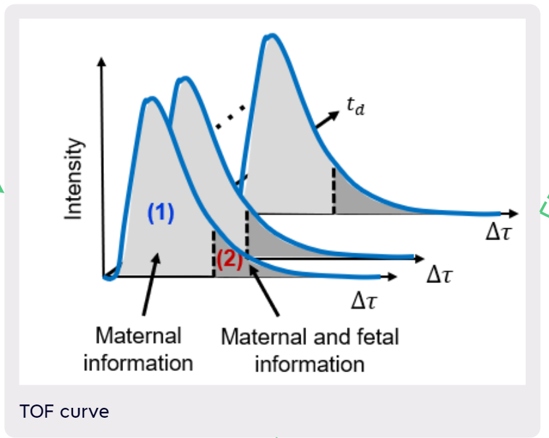 Intensity
(1)
(2)
t_d
Δτ
Δτ
Δτ
Maternal
information
Maternal and fetal
information
TOF curve